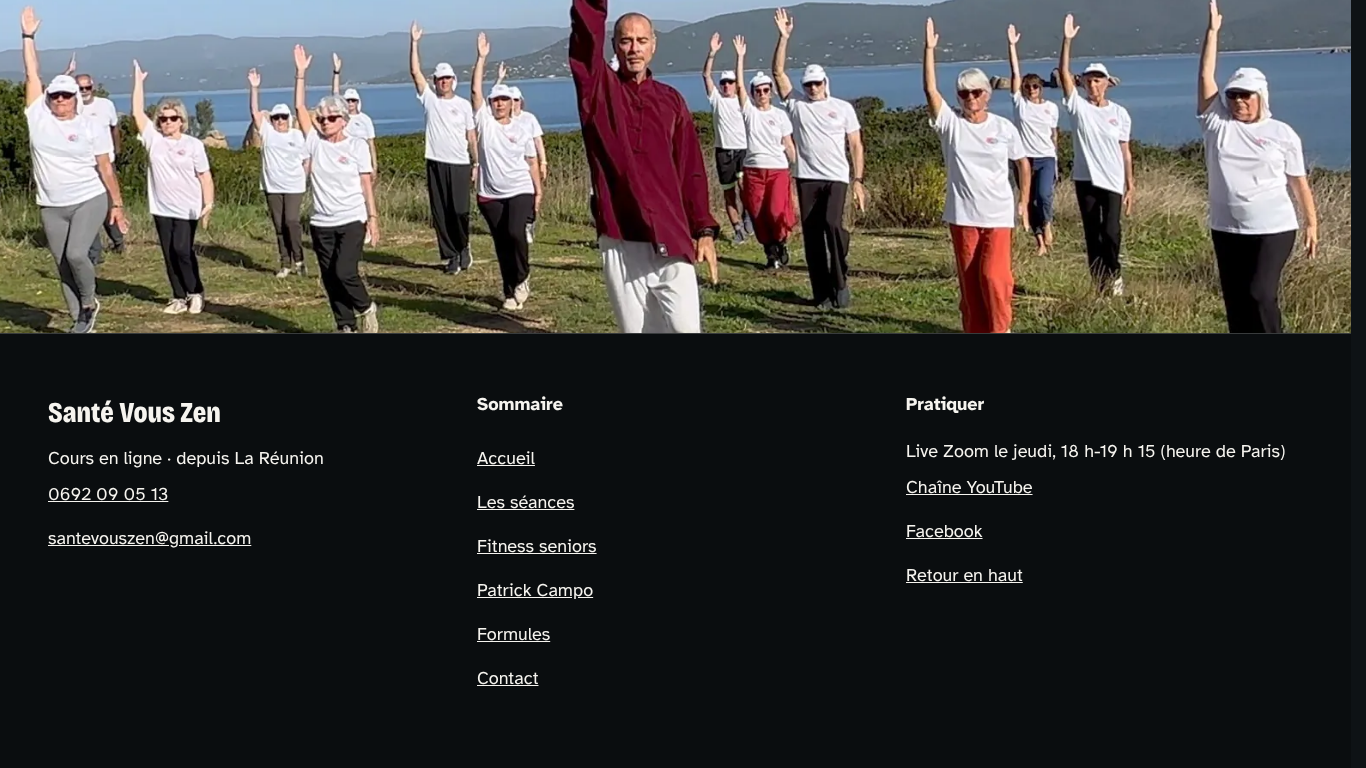 Santé Vous Zen
Cours en ligne · depuis La Réunion
0692 09 05 13
santevouszen@gmail.com
Sommaire
Accueil
Les séances
Fitness seniors
Patrick Campo
Formules
Contact
Pratiquer
Live Zoom le jeudi, 18 h-19 h 15 (heure de Paris)
Chaîne YouTube
Facebook
Retour en haut